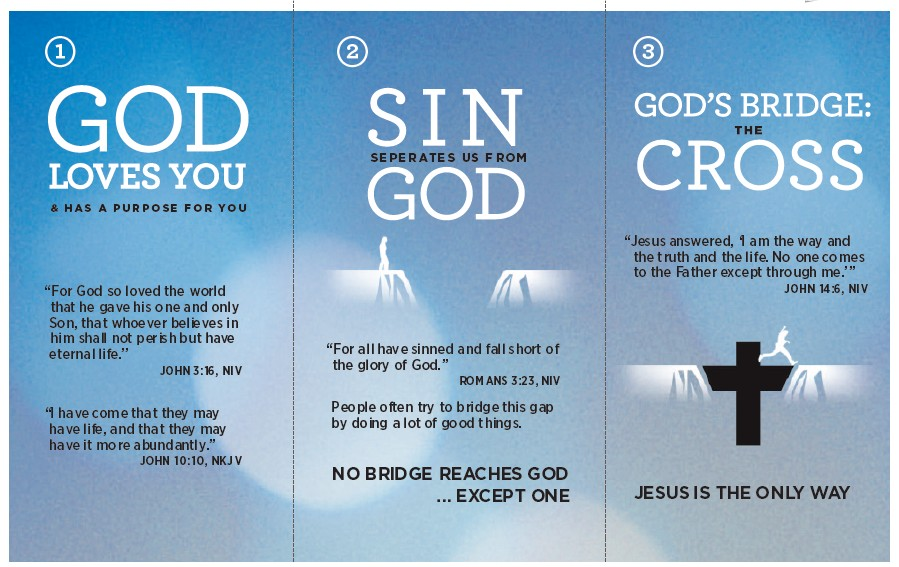 1
GOD
LOVES YOU
& HAS A PURPOSE FOR YOU
“For God so loved the world
that he gave his one and only
Son, that whoever believes in
him shall not perish but have
eternal life.”
JOHN 3:16, NIV
“I have come that they may
have life, and that they may
have it more abundantly.”
JOHN 10:10, NKJV
2
SIN
SEPERATES US FROM
GOD
“For all have sinned and fall short of
the glory of God.”
ROMANS 3:23, NIV
People often try to bridge this gap
by doing a lot of good things.
NO BRIDGE REACHES GOD
... EXCEPT ONE
3
GOD'S BRIDGE:
THE
CROSS
“Jesus answered, ‘I am the way and
the truth and the life. No one comes
to the Father except through me.’”
JOHN 14:6, NIV
JESUS IS THE ONLY WAY